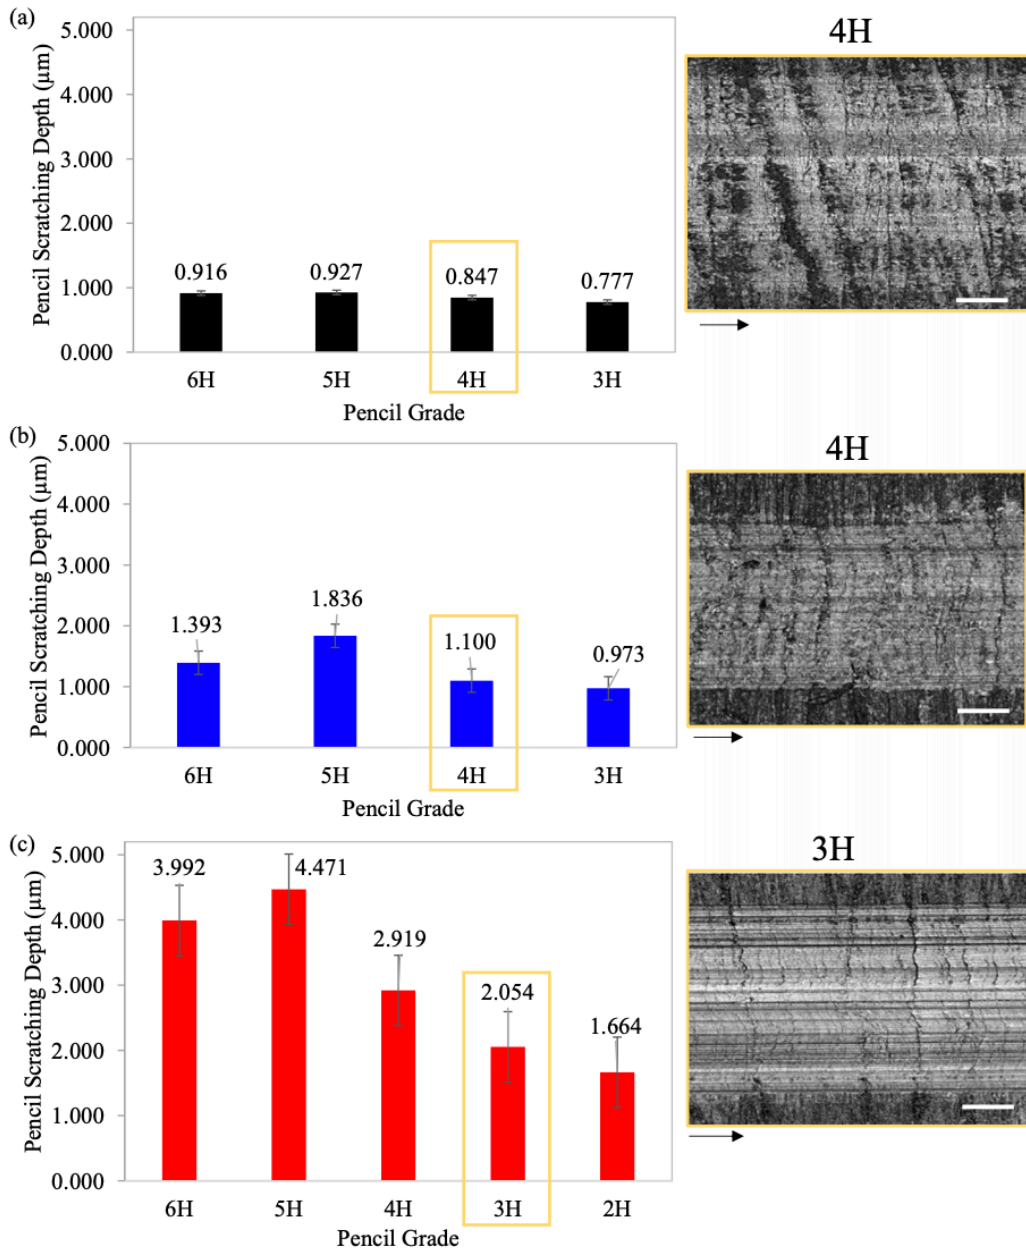 (a)
5.000
4.000
3.000
2.000
1.000
0.000
Pencil Scratching Depth (µm)
0.916
0.927
0.847
0.777
6H
5H
4H
3H
Pencil Grade
4H
(b)
5.000
4.000
3.000
2.000
1.000
0.000
Pencil Scratching Depth (µm)
1.393
1.836
1.100
0.973
6H
5H
4H
3H
Pencil Grade
4H
(c)
5.000
4.000
3.000
2.000
1.000
0.000
Pencil Scratching Depth (µm)
3.992
4.471
2.919
2.054
1.664
6H
5H
4H
3H
2H
Pencil Grade
3H